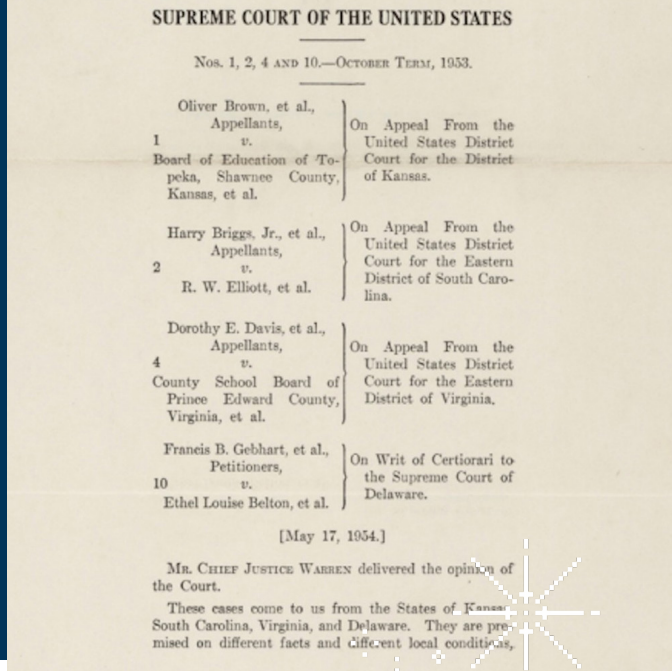 SUPREME COURT OF THE UNITED STATES
Nos. 1, 2, 4 and 10.—October Term, 1953.
Oliver Brown, et al.,
Appellants,
1 v.
Board of Education of To-
peka, Shawnee County,
Kansas, et al.
On Appeal From the
United States District
Court for the District
of Kansas.
Harry Briggs, Jr., et al.,
Appellants,
2 v.
R. W. Elliott, et al.
On Appeal From the
United States District
Court for the Eastern
District of South Caro-
lina.
Dorothy E. Davis, et al.,
Appellants,
4 v.
County School Board of
Prince Edward County,
Virginia, et al.
On Appeal From the
United States District
Court for the Eastern
District of Virginia.
Francis B. Gebhart, et al.,
Petitioners,
10 v.
Ethel Louise Belton, et al.
On Writ of Certiorari to
the Supreme Court of
Delaware.
[May 17, 1954.]
Mr. Chief Justice Warren delivered the opinion of
the Court.
These cases come to us from the States of Kansas,
South Carolina, Virginia, and Delaware. They are pre-
mised on different facts and different local conditions,